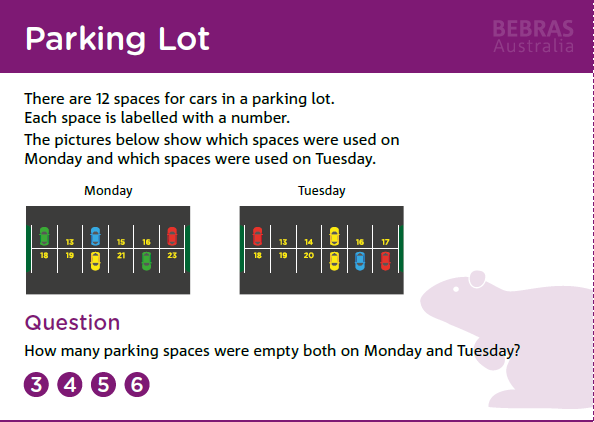 Parking Lot
BEBRAS
Australia
There are 12 spaces for cars in a parking lot.
Each space is labelled with a number.
The pictures below show which spaces were used on
Monday and which spaces were used on Tuesday.
Monday
Tuesday
13 15 16
18 19 21 23
13 14 16 17
18 19 20
Question
How many parking spaces were empty both on Monday and Tuesday?
3 4 5 6